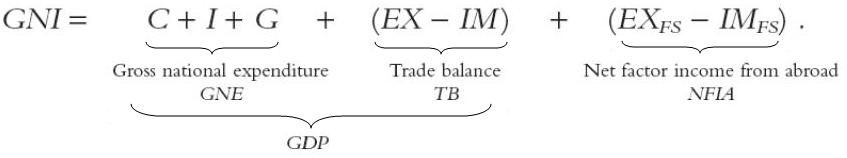 GNI = C + I + G + (EX – IM) + (EX_FS – IM_FS) .
Gross national expenditure Trade balance Net factor income from abroad
GNE TB NFIA
GDP